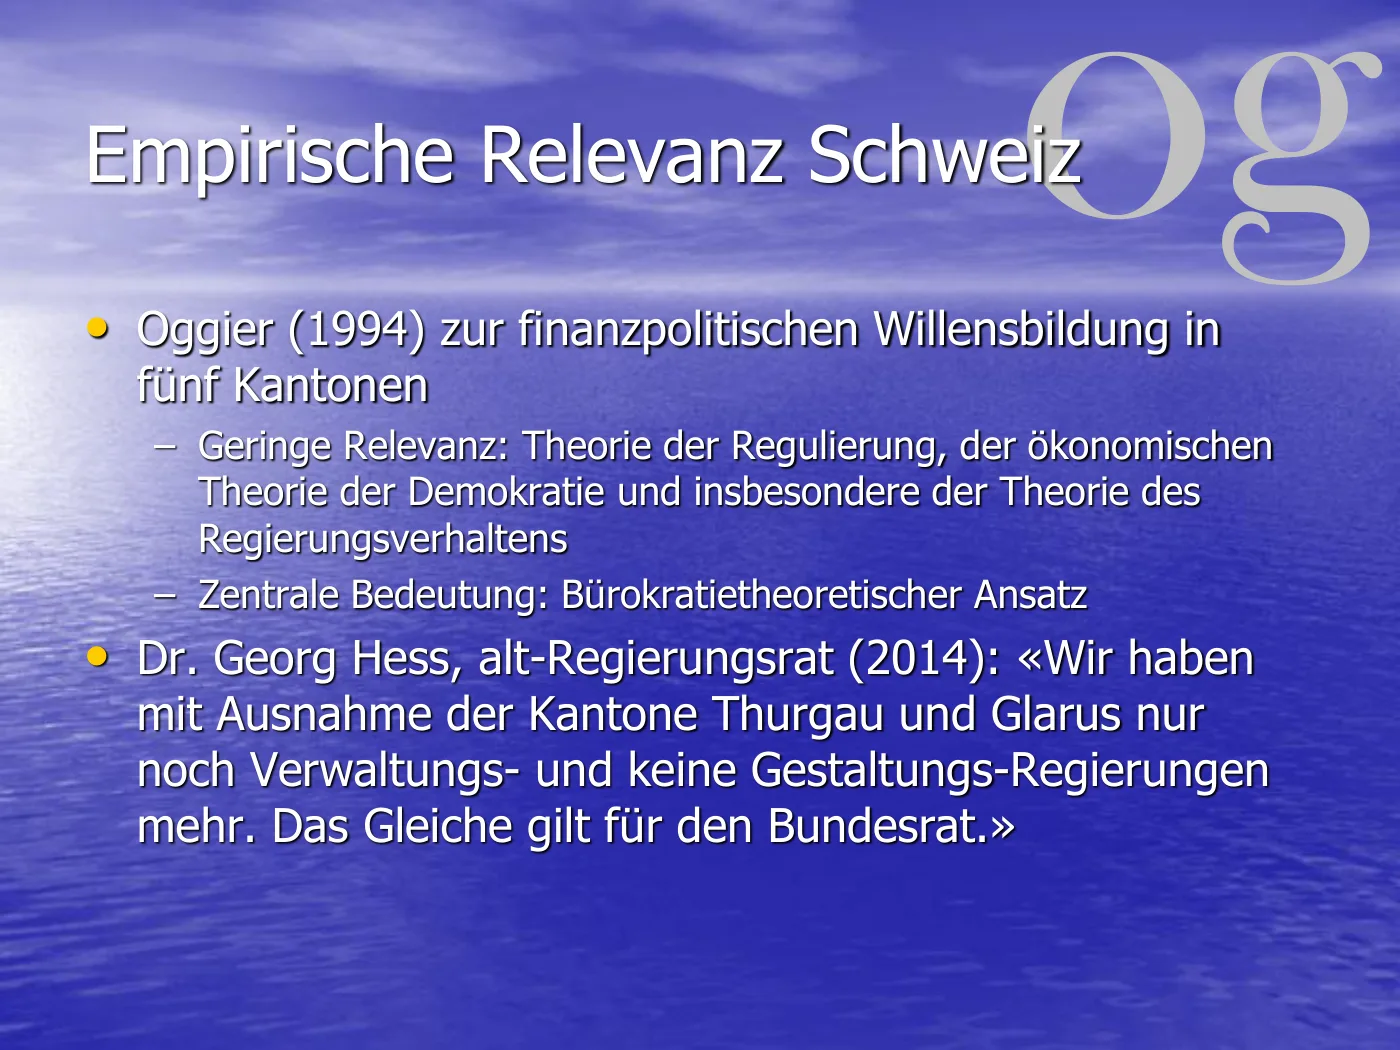 og
Empirische Relevanz Schweiz
• Oggier (1994) zur finanzpolitischen Willensbildung in
fünf Kantonen
– Geringe Relevanz: Theorie der Regulierung, der ökonomischen
Theorie der Demokratie und insbesondere der Theorie des
Regierungsverhaltens
– Zentrale Bedeutung: Bürokratietheoretischer Ansatz
• Dr. Georg Hess, alt-Regierungsrat (2014): «Wir haben
mit Ausnahme der Kantone Thurgau und Glarus nur
noch Verwaltungs- und keine Gestaltungs-Regierungen
mehr. Das Gleiche gilt für den Bundesrat.»